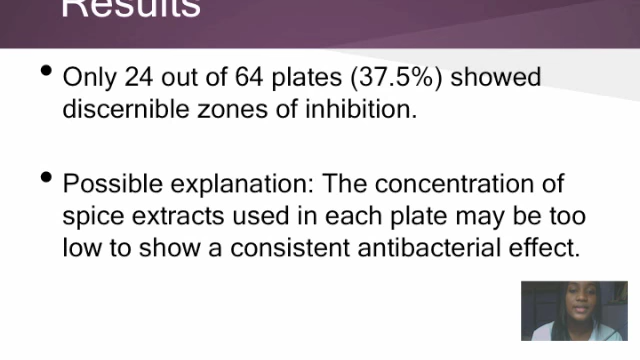 Results
• Only 24 out of 64 plates (37.5%) showed
discernible zones of inhibition.
• Possible explanation: The concentration of
spice extracts used in each plate may be too
low to show a consistent antibacterial effect.